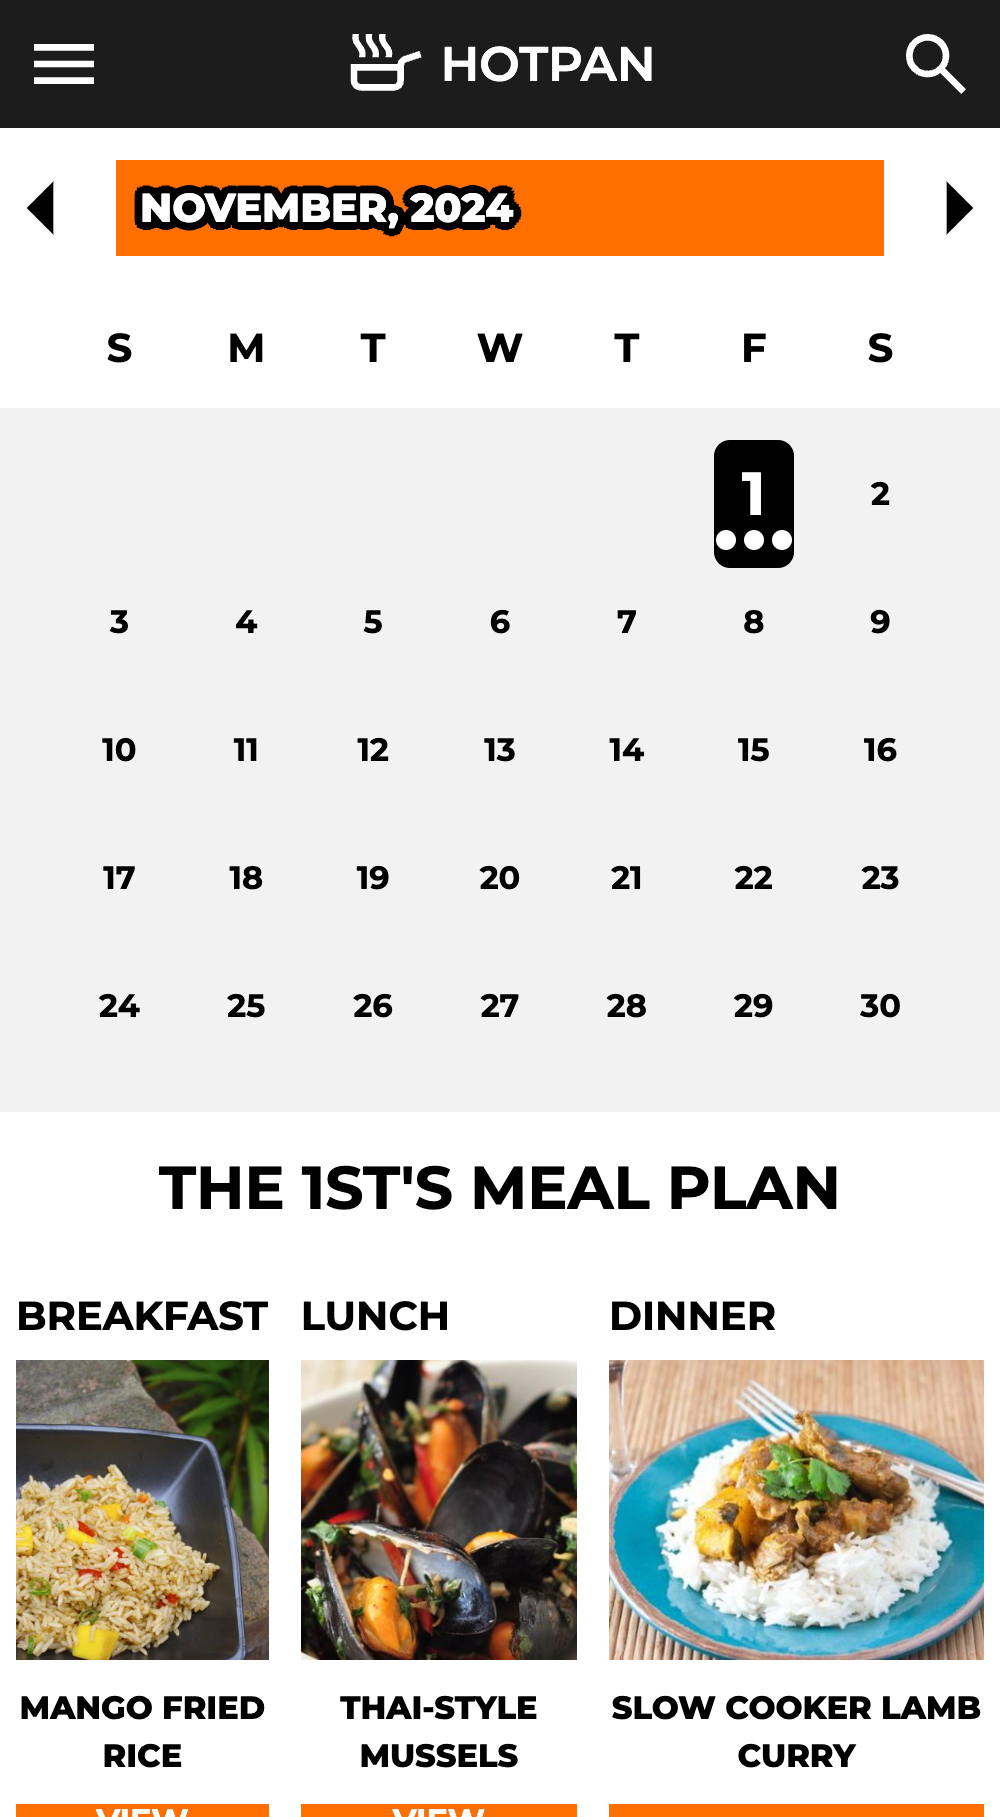 HOTPAN
NOVEMBER, 2024
S M T W T F S
1 2
3 4 5 6 7 8 9
10 11 12 13 14 15 16
17 18 19 20 21 22 23
24 25 26 27 28 29 30
THE 1ST'S MEAL PLAN
BREAKFAST LUNCH DINNER
MANGO FRIED
RICE
THAI-STYLE
MUSSELS
SLOW COOKER LAMB
CURRY
VIEW VIEW